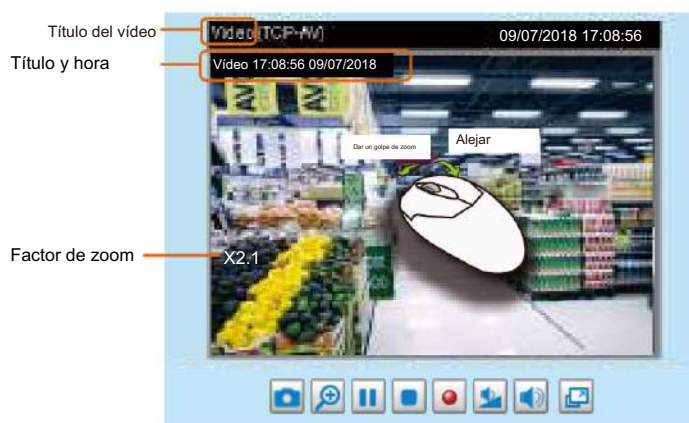 Título del vídeo
Video (TCP-AV)
09/07/2018 17:08:56
Título y hora
Vídeo 17:08:56 09/07/2018
Dar un golpe de zoom
Alejar
Factor de zoom
X2.1